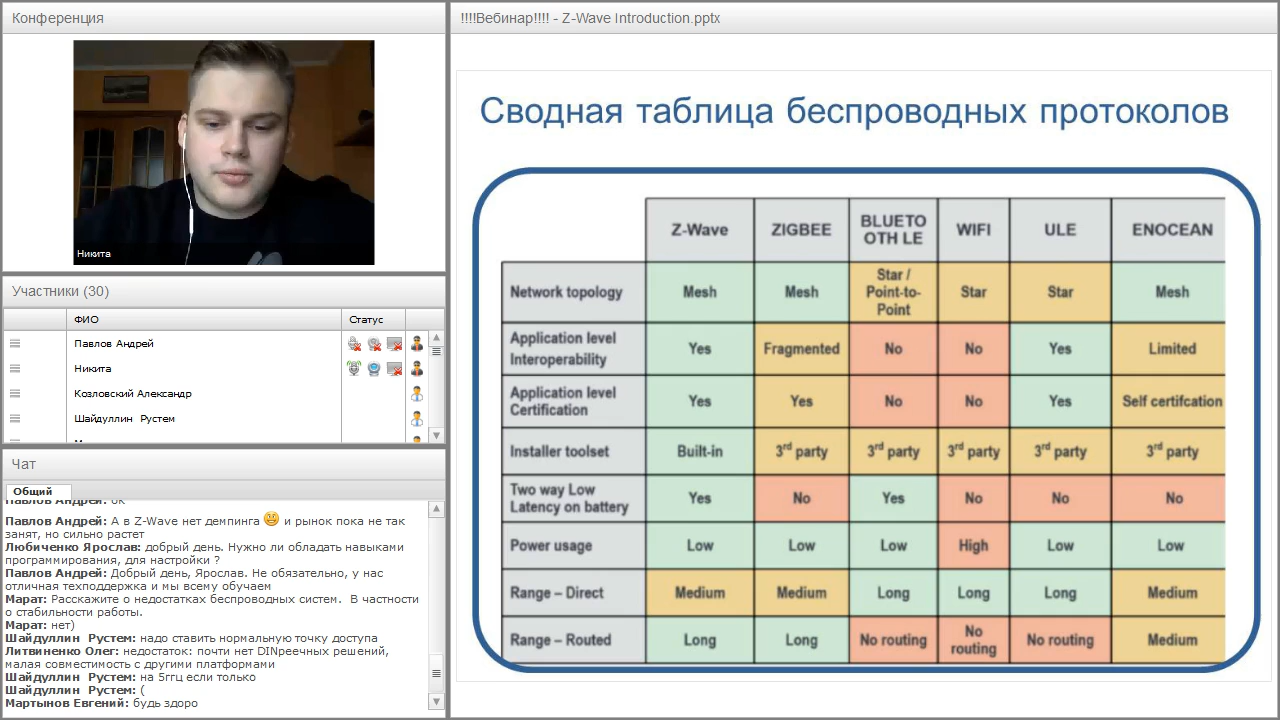 Конференция
Никита
Участники (30)
ФИО Статус
Павлов Андрей
Никита
Козловский Александр
Шайдуллин Рустем
Чат
Общий
Павлов Андрей: ок
Павлов Андрей: А в Z-Wave нет демпинга и рынок пока не так
занят, но сильно растет
Любиченко Ярослав: добрый день. Нужно ли обладать навыками
программирования, для настройки ?
Павлов Андрей: Добрый день, Ярослав. Не обязательно, у нас
отличная техподдержка и мы всему обучаем
Марат: Расскажите о недостатках беспроводных систем. В частности
о стабильности работы.
Марат: нет)
Шайдуллин Рустем: надо ставить нормальную точку доступа
Литвиненко Олег: недостаток: почти нет DINреечных решений,
малая совместимость с другими платформами
Шайдуллин Рустем: на 5ггц если только
Шайдуллин Рустем: (
Мартынов Евгений: будь здоро
!!!!Вебинар!!!! - Z-Wave Introduction.pptx
Сводная таблица беспроводных протоколов
Z-Wave ZIGBEE BLUETO OTH LE WIFI ULE ENOCEAN
Network topology Mesh Mesh Star / Point-to-Point Star Star Mesh
Application level Interoperability Yes Fragmented No No Yes Limited
Application level Certification Yes Yes No No Yes Self certifcation
Installer toolset Built-in 3rd party 3rd party 3rd party 3rd party 3rd party
Two way Low Latency on battery Yes No Yes No No No
Power usage Low Low Low High Low Low
Range – Direct Medium Medium Long Long Long Medium
Range – Routed Long Long No routing No routing No routing Medium